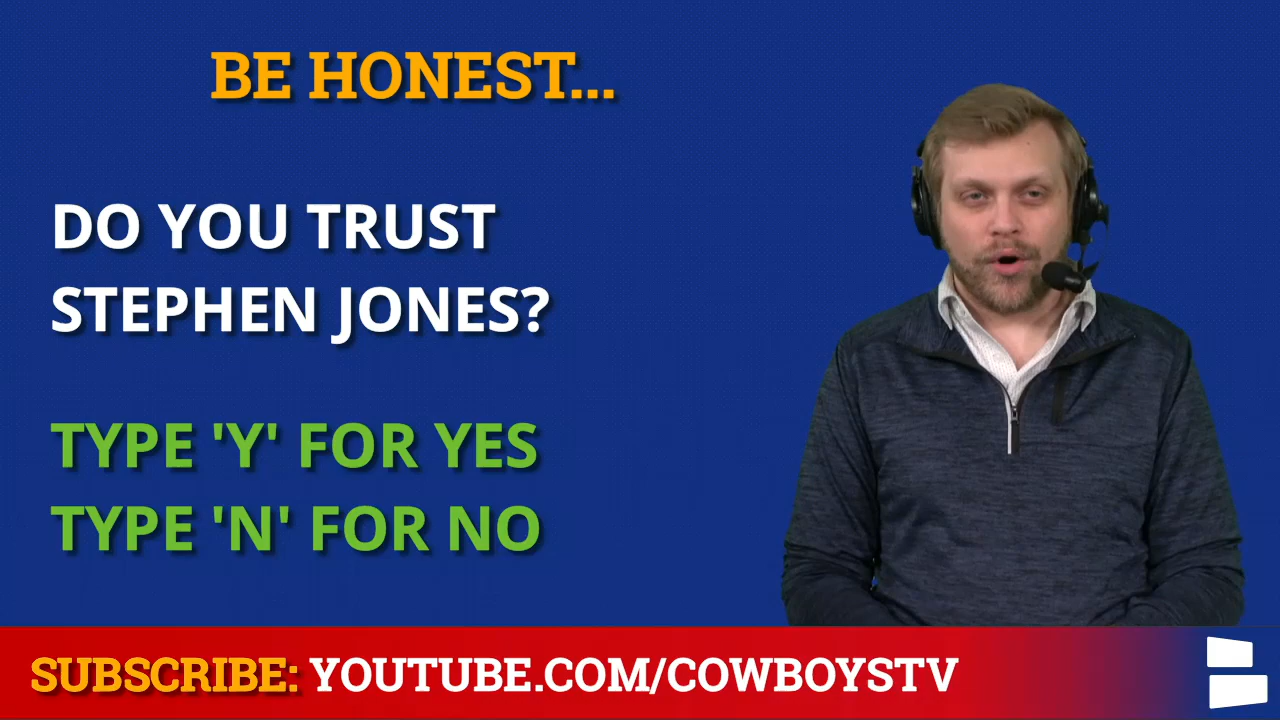 BE HONEST...
DO YOU TRUST
STEPHEN JONES?
TYPE 'Y' FOR YES
TYPE 'N' FOR NO
SUBSCRIBE: YOUTUBE.COM/COWBOYSTV